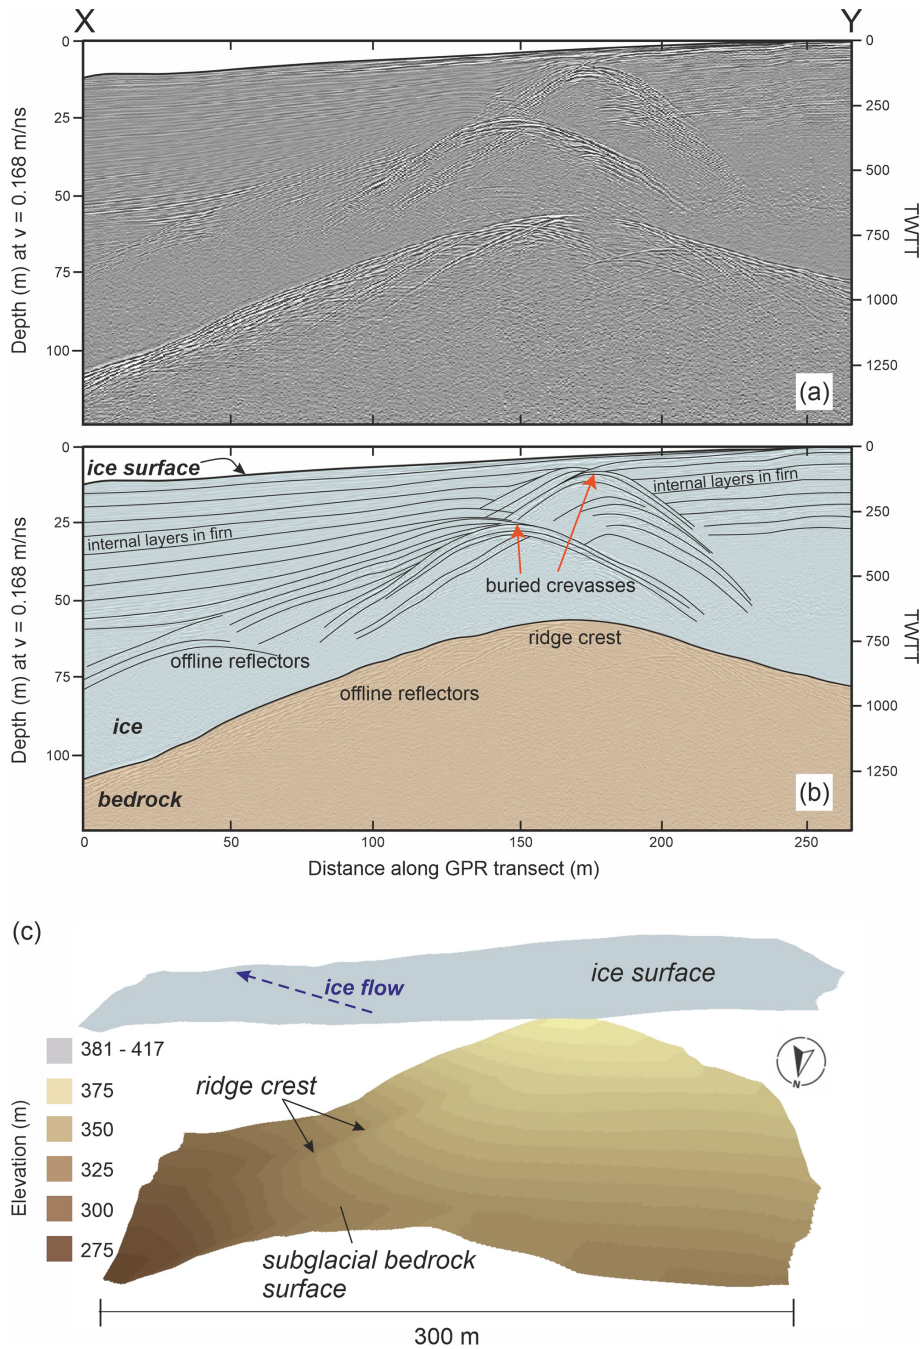 X
Y
0
25
50
75
100
Depth (m) at v = 0.168 m/ns
0
250
500
750
1000
1250
TWTT
(a)
0
25
50
75
100
Depth (m) at v = 0.168 m/ns
0
250
500
750
1000
1250
TWTT
ice surface
internal layers in firn
internal layers in firn
buried crevasses
ridge crest
offline reflectors
offline reflectors
ice
bedrock
(b)
0
50
100
150
200
250
Distance along GPR transect (m)
(c)
ice surface
ice flow
Elevation (m)
381 - 417
375
350
325
300
275
ridge crest
N
subglacial bedrock
surface
300 m